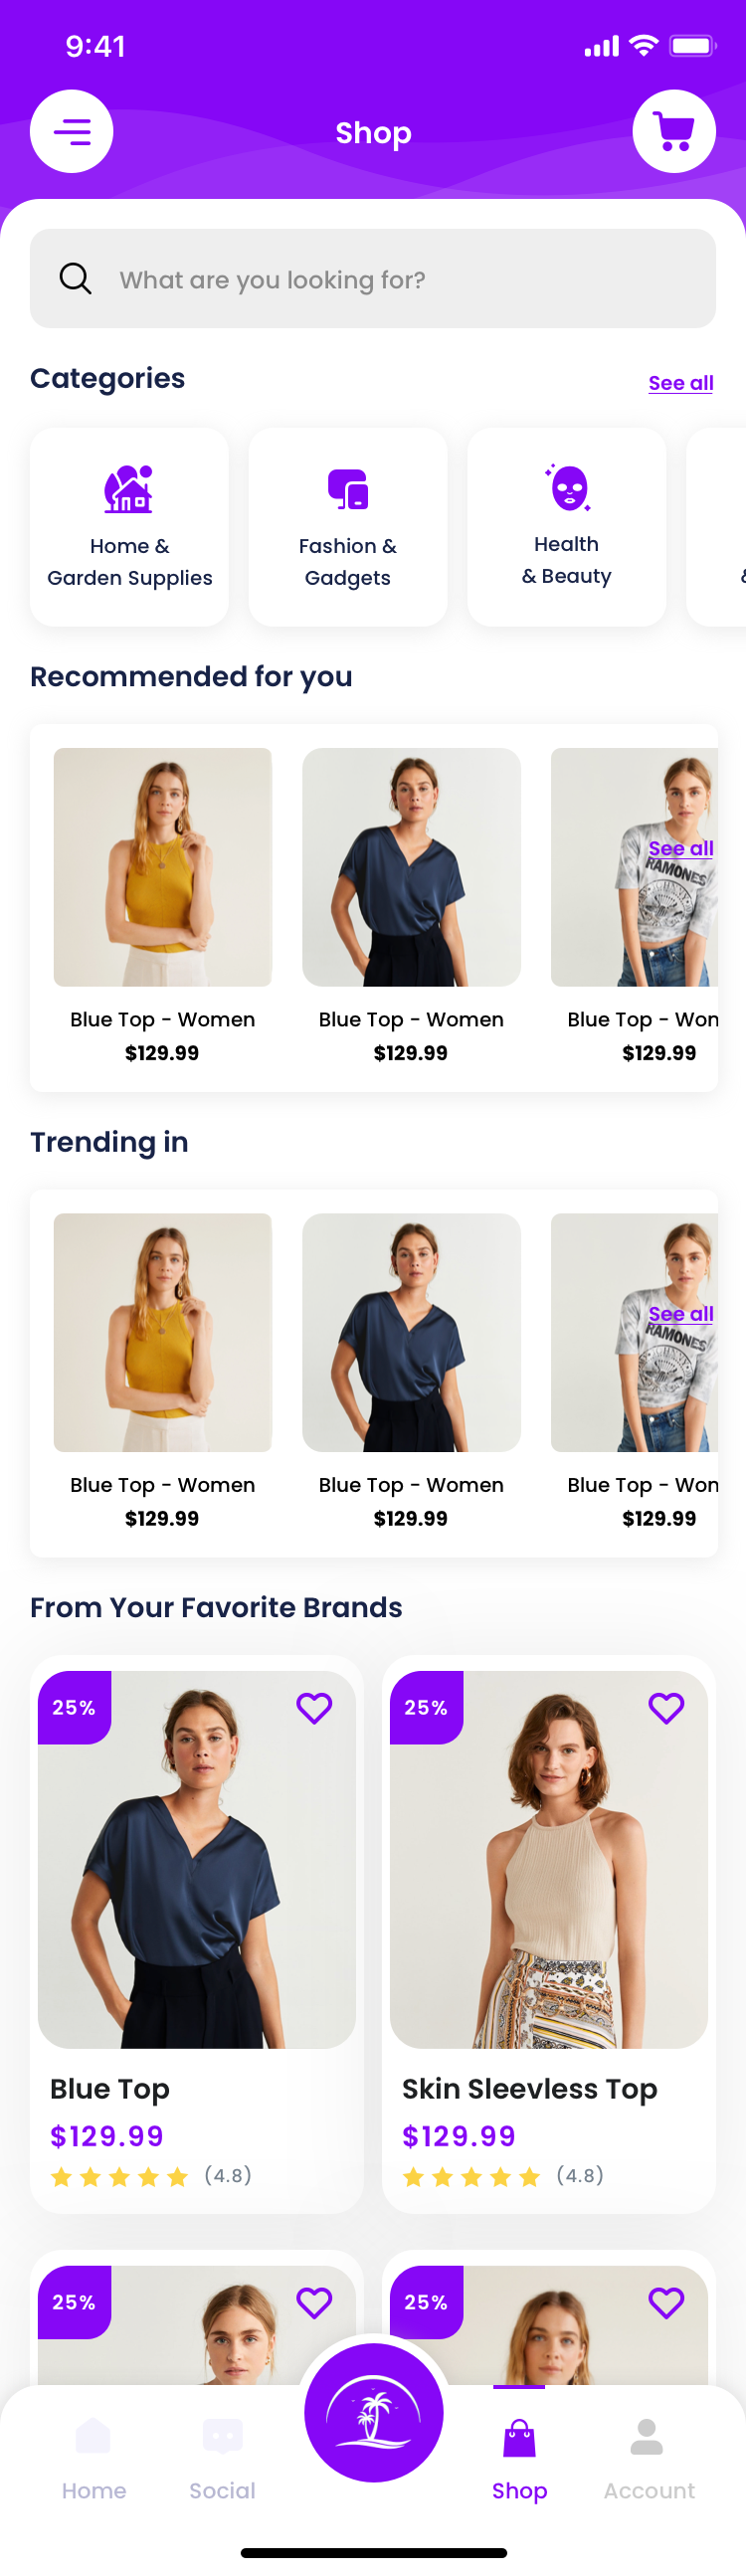 9:41
Shop
What are you looking for?
Categories
See all
Home &
Garden Supplies
Fashion &
Gadgets
Health
& Beauty
&
Recommended for you
See all
RAMONES
Blue Top - Women
Blue Top - Women
Blue Top - Wom
$129.99
$129.99
$129.99
Trending in
See all
RAMONES
Blue Top - Women
Blue Top - Women
Blue Top - Wom
$129.99
$129.99
$129.99
From Your Favorite Brands
25%
25%
Blue Top
Skin Sleevless Top
$129.99
$129.99
(4.8)
(4.8)
25%
25%
Home
Social
Shop
Account